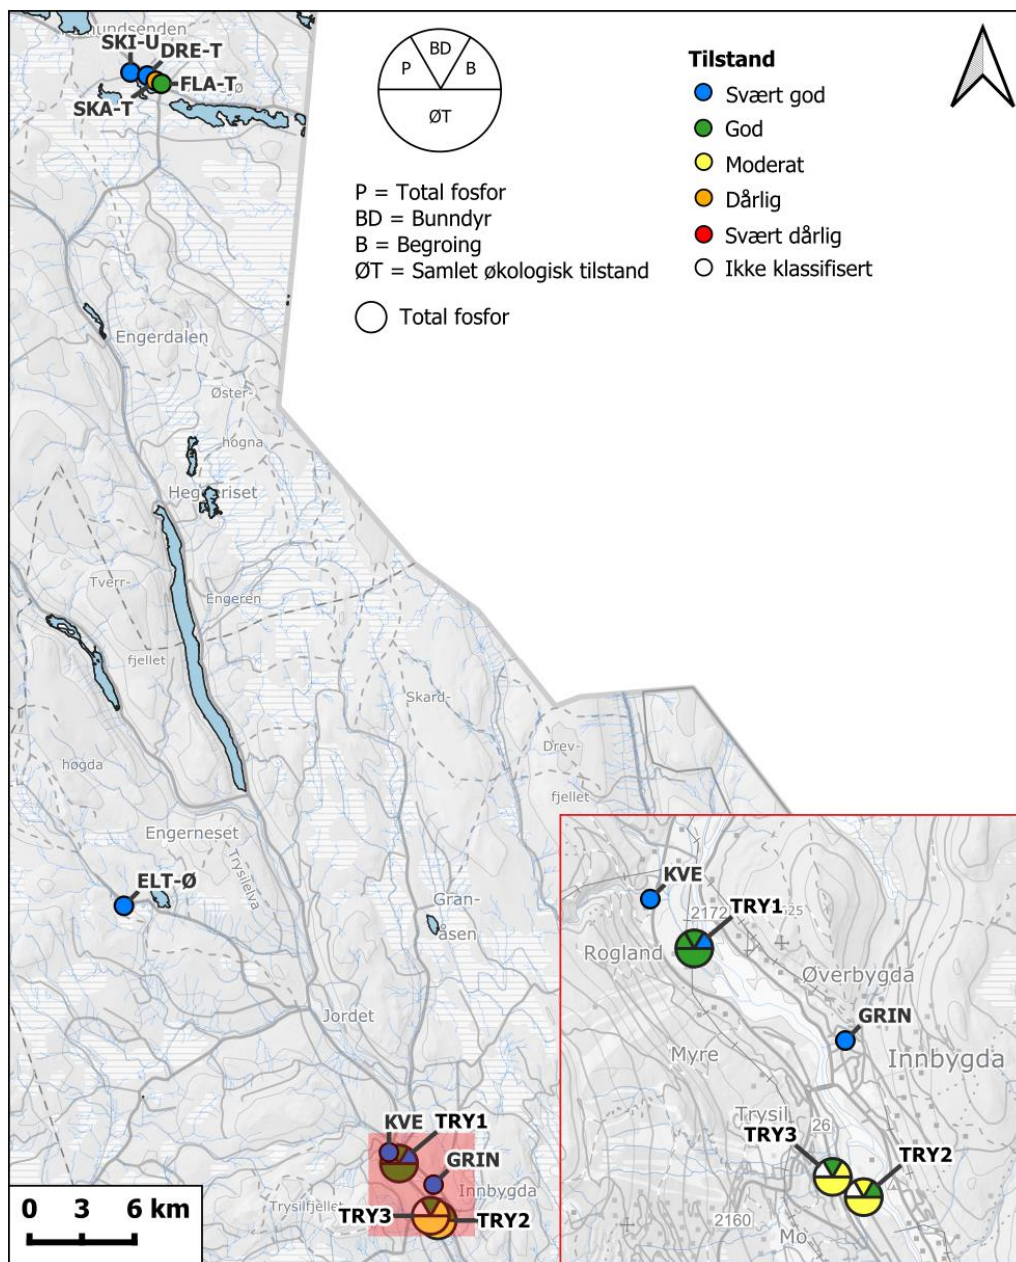 SKI-U
DRE-T
SKA-T
FLA-T
BD
P
B
ØT
P = Total fosfor
BD = Bunndyr
B = Begroing
ØT = Samlet økologisk tilstand
Total fosfor
Tilstand
Svært god
God
Moderat
Dårlig
Svært dårlig
Ikke klassifisert
Engerdalen
Øster-
høgna
Engeren
Tverr-
fjellet
Skard-
Drev-
fjellet
høgda
Engerneset
Trysilelva
ELT-Ø
Gran-
åsen
Jordet
KVE
TRY1
GRIN
Innbygda
Trysilfjellet
TRY3
TRY2
0 3 6 km
KVE
TRY1
2172
Rogland
Øverbygda
GRIN
Innbygda
Myre
Trysil
26
TRY3
TRY2
2160
Mo